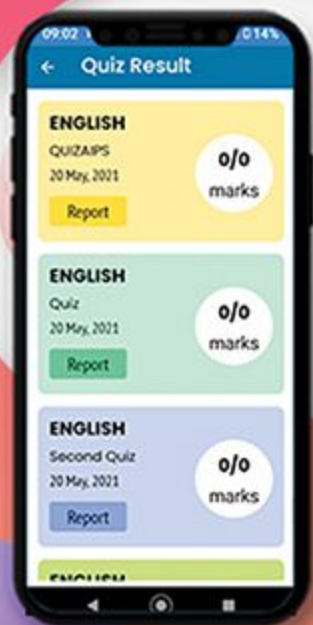 09:02
14%
Quiz Result
ENGLISH
QUIZAIPS
20 May, 2021
Report
0/0
marks
ENGLISH
Quiz
20 May, 2021
Report
0/0
marks
ENGLISH
Second Quiz
20 May, 2021
Report
0/0
marks
ENGLISH